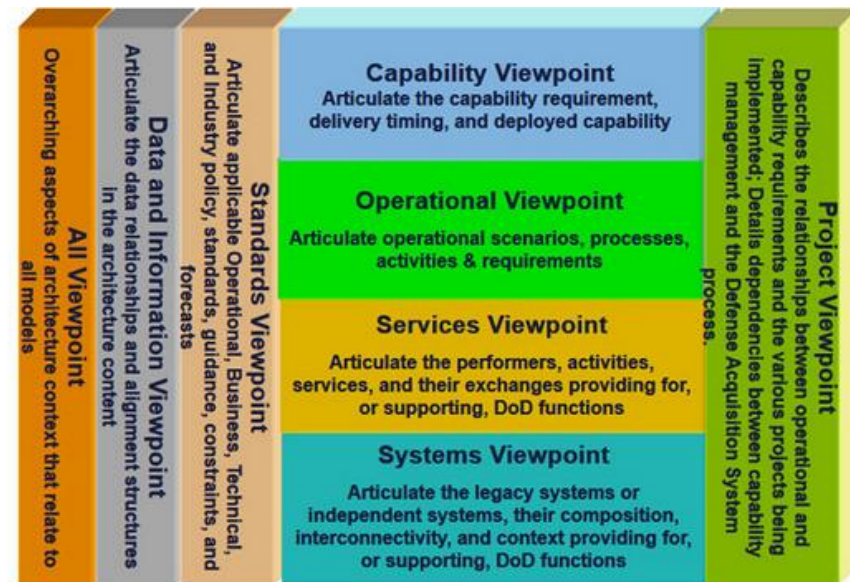 All Viewpoint
Overarching aspects of architecture context that relate to
all models
Data and Information Viewpoint
Articulate the data relationships and alignment structures
in the architecture content
Standards Viewpoint
Articulate applicable Operational, Business, Technical,
and Industry policy, standards, guidance, constraints, and
forecasts
Capability Viewpoint
Articulate the capability requirement,
delivery timing, and deployed capability
Operational Viewpoint
Articulate operational scenarios, processes,
activities & requirements
Services Viewpoint
Articulate the performers, activities,
services, and their exchanges providing for,
or supporting, DoD functions
Systems Viewpoint
Articulate the legacy systems or
independent systems, their composition,
interconnectivity, and context providing for,
or supporting, DoD functions
Project Viewpoint
Describes the relationships between operational and
capability requirements and the various projects being
implemented; Details dependencies between capability
management and the Defense Acquisition System
process.